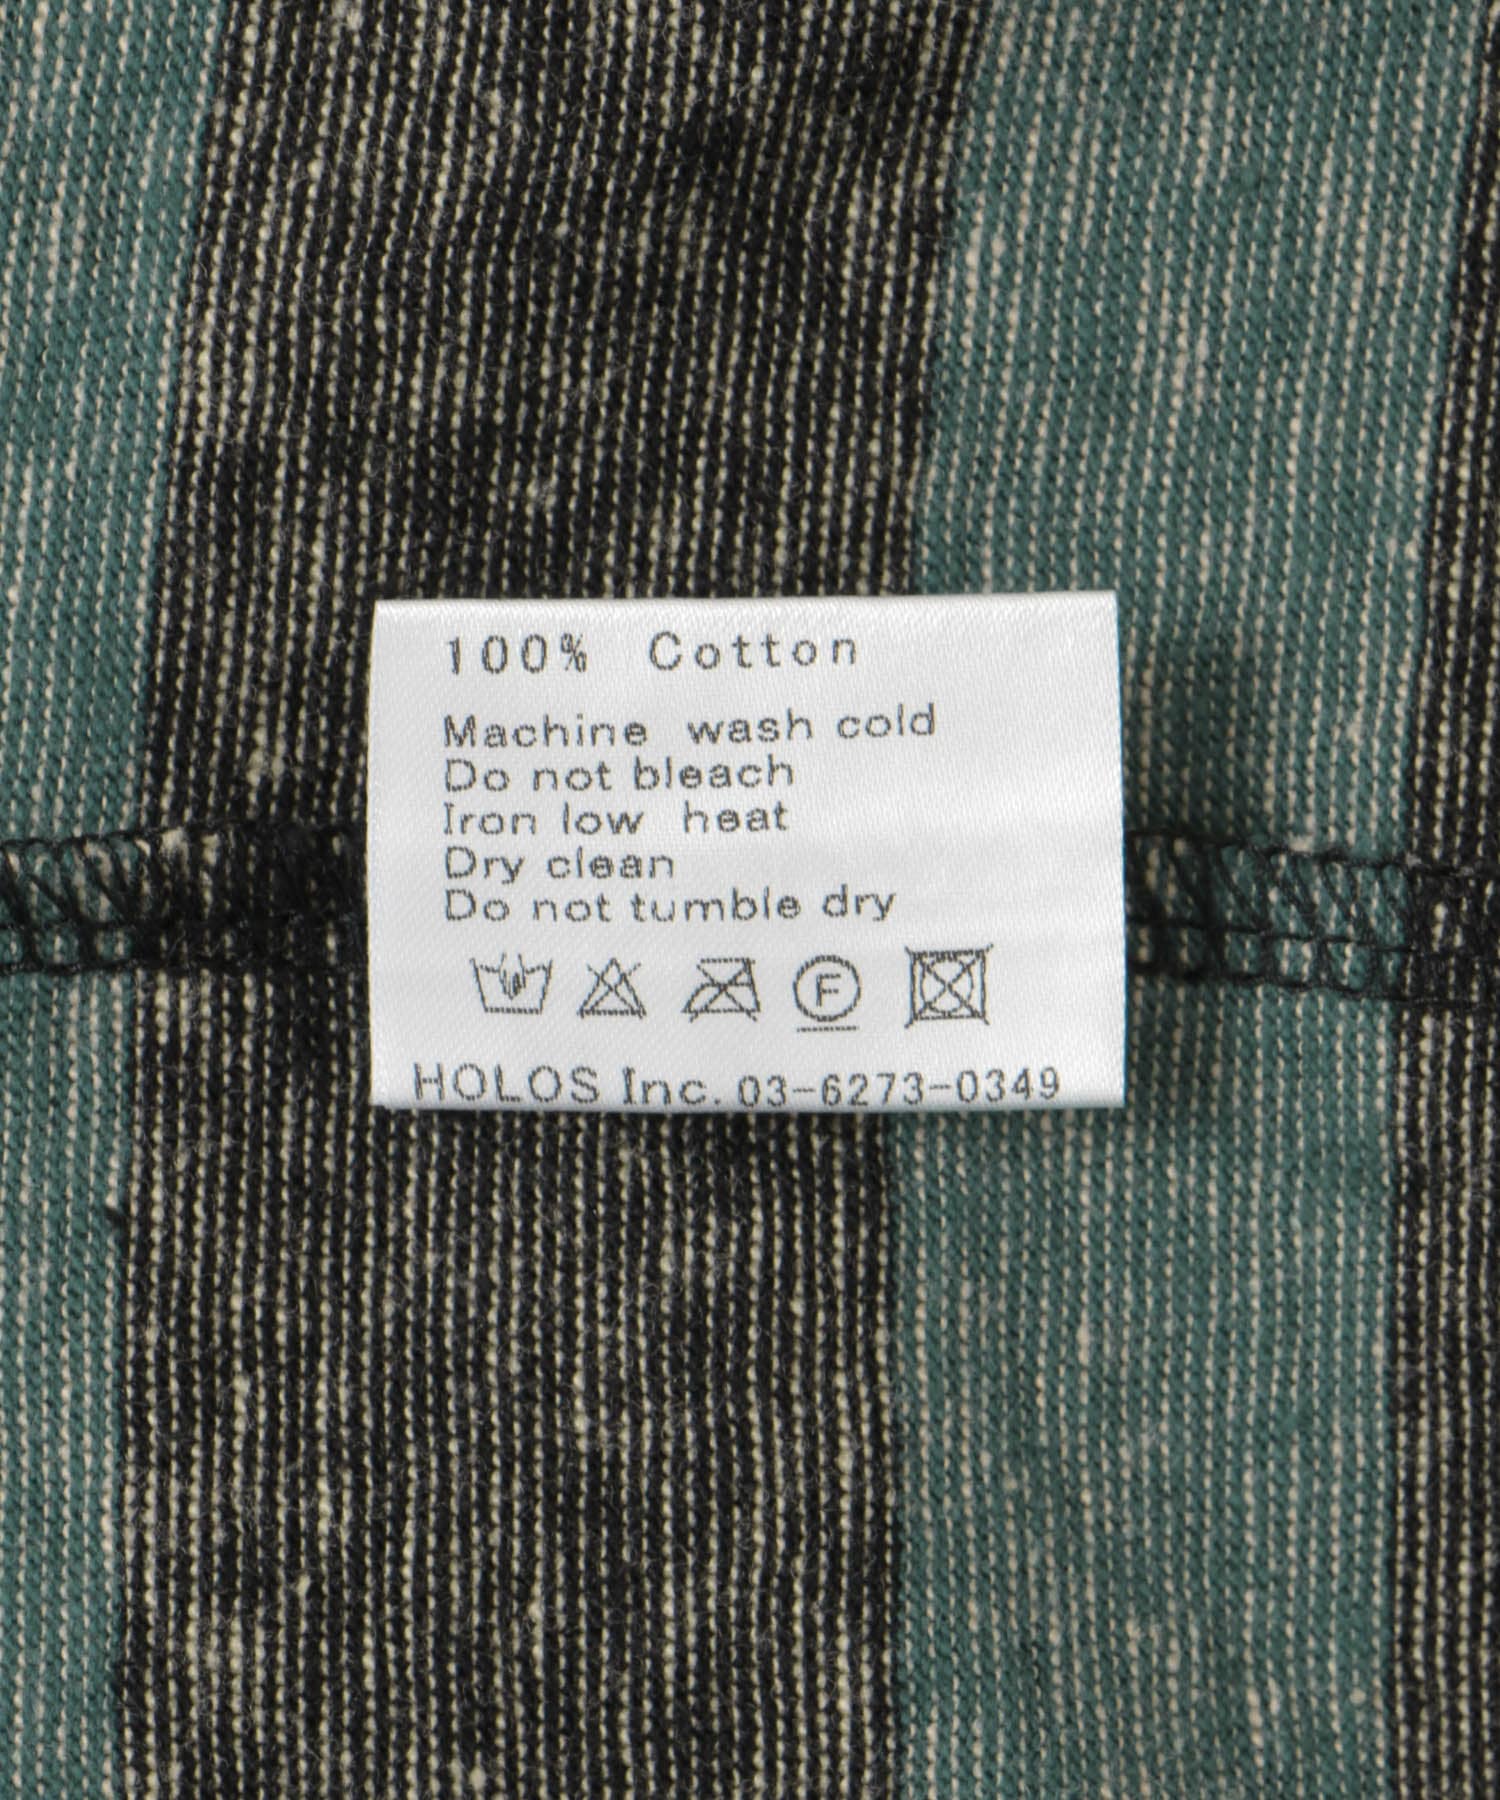 100% Cotton
Machine wash cold
Do not bleach
Iron low heat
Dry clean
Do not tumble dry
F
HOLOS Inc. 03-6273-0349